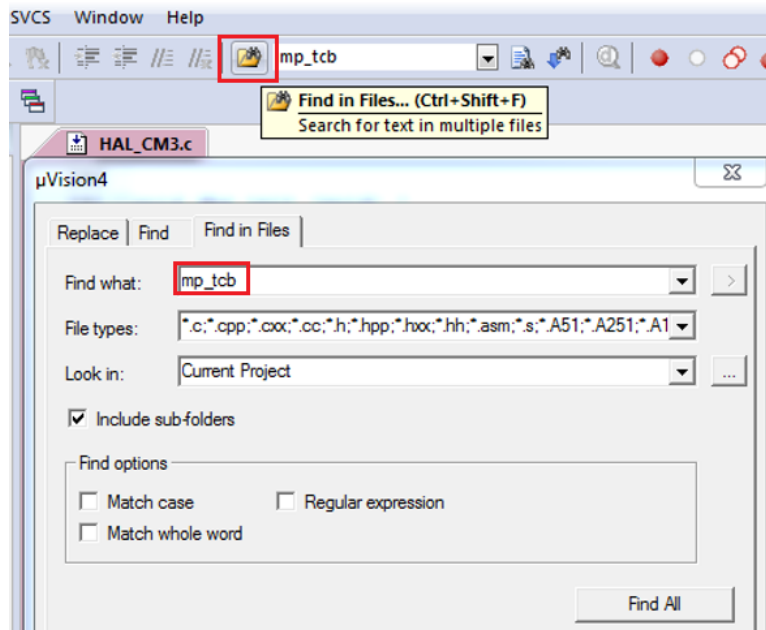 SVCS Window Help
mp_tcb
Find in Files... (Ctrl+Shift+F)
Search for text in multiple files
HAL_CM3.c
µVision4
Replace Find Find in Files
Find what: mp_tcb >
File types: *.c;*.cpp;*.cxx;*.cc;*.h;*.hpp;*.hxx;*.hh;*.asm;*.s;*.A51;*.A251;*.A1
Look in: Current Project ...
Include sub-folders
Find options
Match case Regular expression
Match whole word
Find All